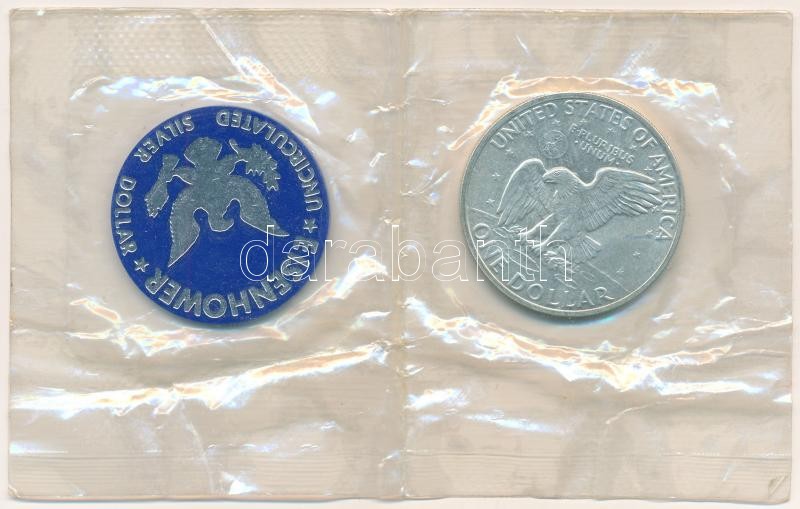 ★ EISENHOWER ★
UNCIRCULATED SILVER DOLLAR
UNITED STATES OF AMERICA
E·PLURIBUS
·UNUM·
ONE DOLLAR
darabanth